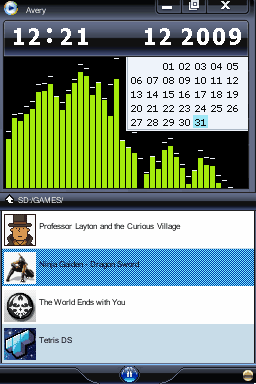 Avery
12:21 12 2009
01 02 03 04 05
06 07 08 09 10 11 12
13 14 15 16 17 18 19
20 21 22 23 24 25 26
27 28 29 30 31
SD:/GAMES/
Professor Layton and the Curious Village
Ninja Gaiden - Dragon Sword
The World Ends with You
Tetris DS